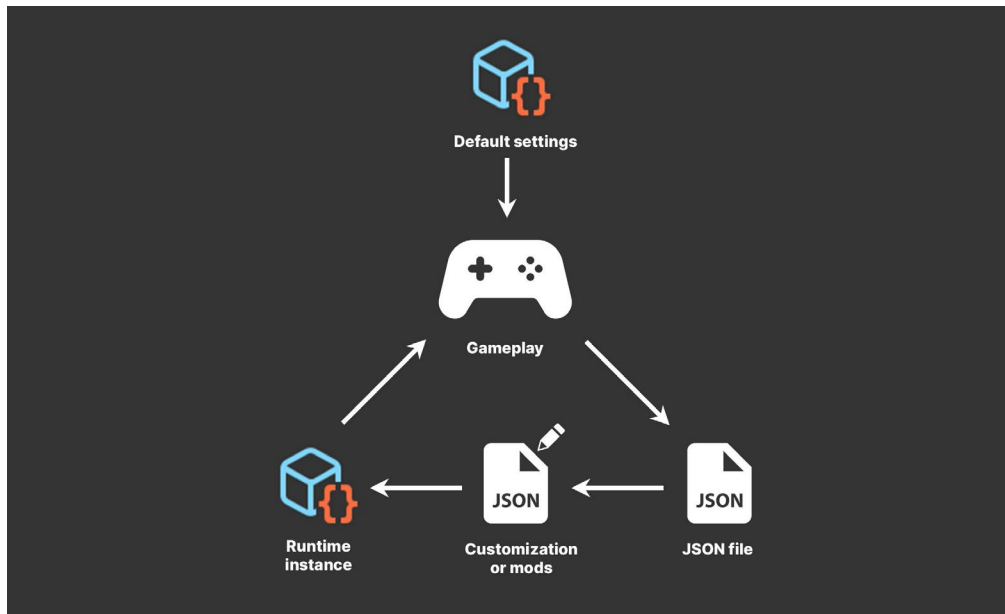 Default settings
Gameplay
JSON
JSON
Runtime
instance
Customization
or mods
JSON file